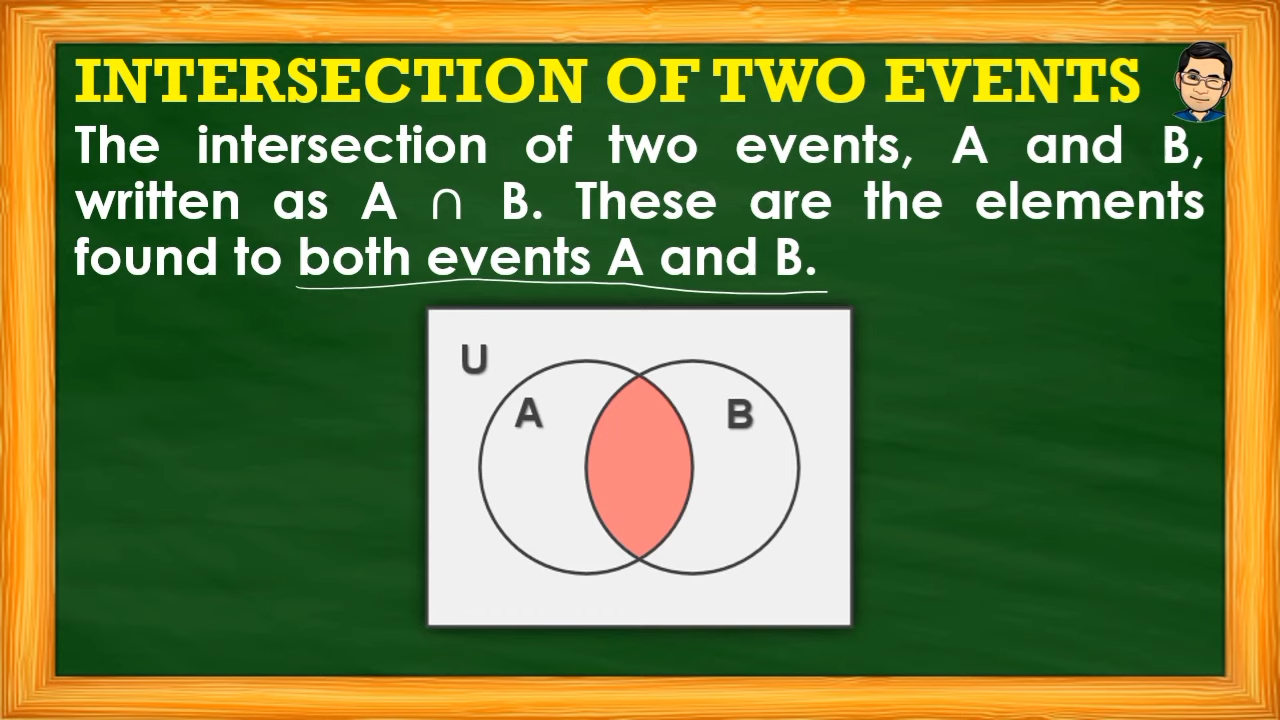 INTERSECTION OF TWO EVENTS
The intersection of two events, A and B,
written as A ∩ B. These are the elements
found to both events A and B.
U
A
B